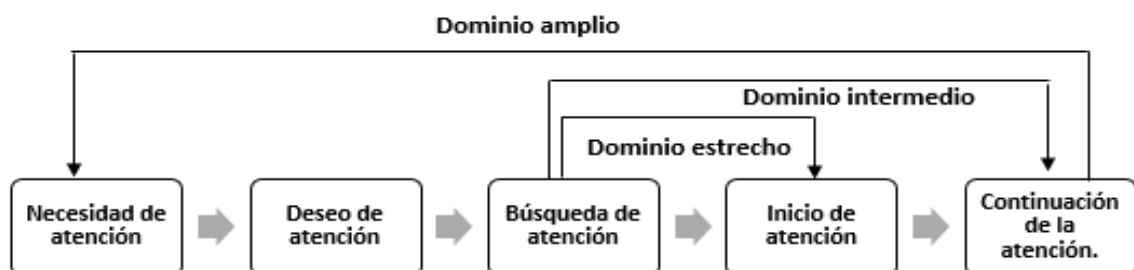 Dominio amplio
Dominio intermedio
Dominio estrecho
Necesidad de
atención
Deseo de
atención
Búsqueda de
atención
Inicio de
atención
Continuación
de la
atención.